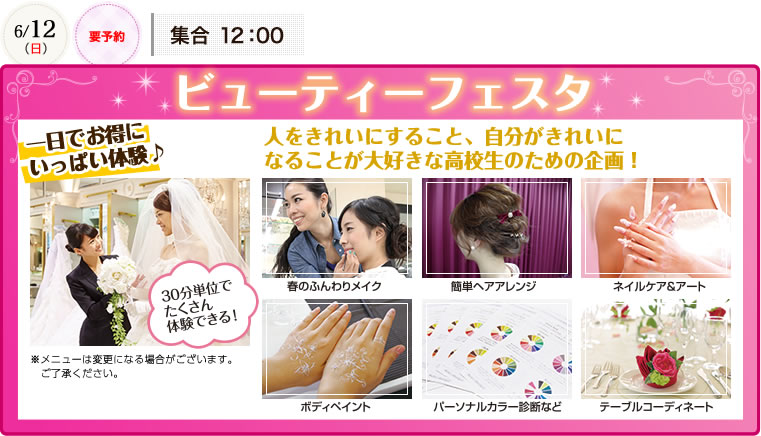 6/12
（日）
要予約
集合 12：00
ビューティーフェスタ
一日でお得に
いっぱい体験♪
人をきれいにすること、自分がきれいに
なることが大好きな高校生のための企画！
30分単位で
たくさん
体験できる！
※メニューは変更になる場合がございます。
ご了承ください。
春のふんわりメイク
簡単ヘアアレンジ
ネイルケア&アート
ボディペイント
パーソナルカラー診断など
テーブルコーディネート